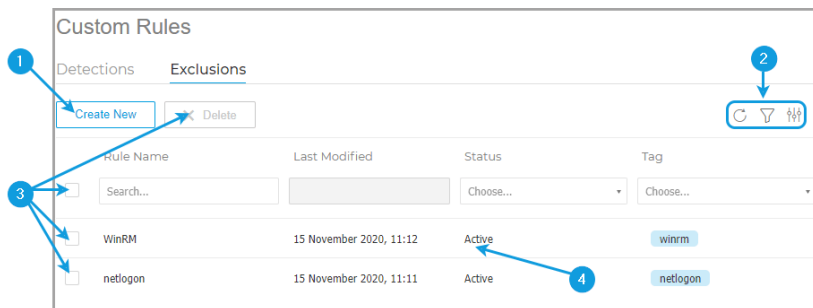 Custom Rules
1
2
Detections Exclusions
Create New Delete
Rule Name Last Modified Status Tag
3
Search... Choose... Choose...
WinRM 15 November 2020, 11:12 Active winrm
4
netlogon 15 November 2020, 11:11 Active netlogon